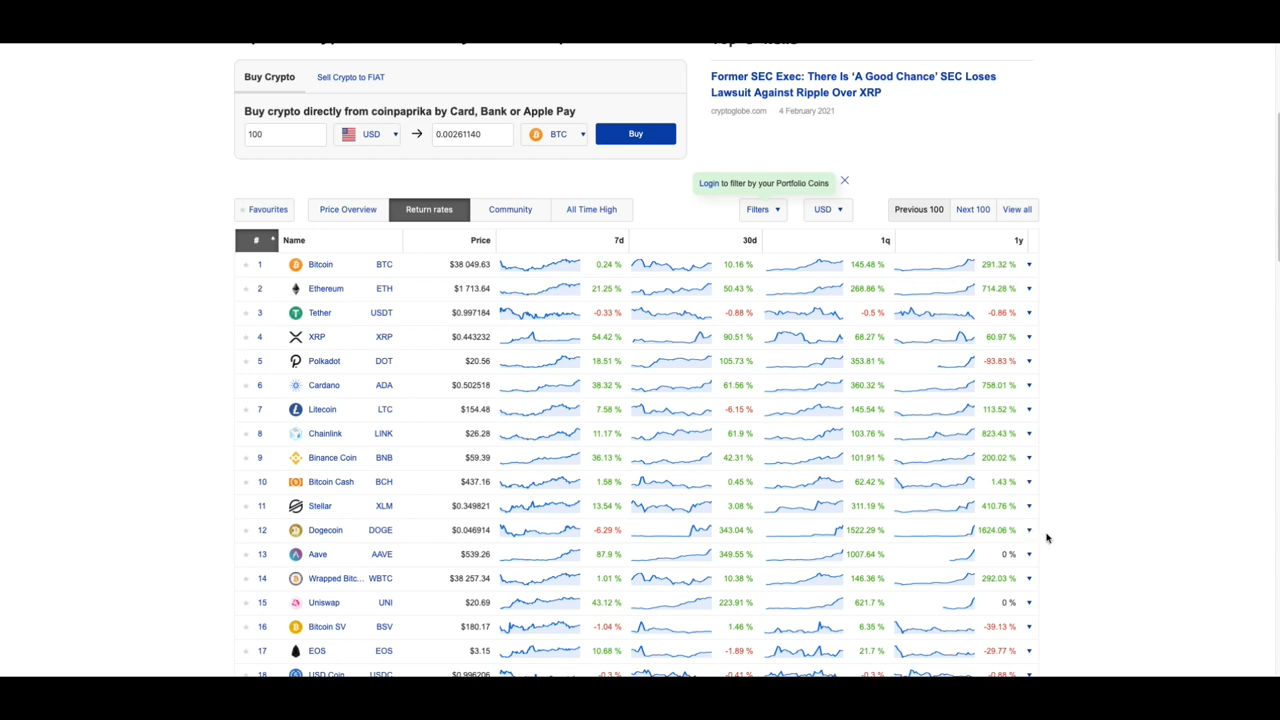 Buy Crypto Sell Crypto to FIAT
Buy crypto directly from coinpaprika by Card, Bank or Apple Pay
100 USD 0.00261140 BTC Buy
Former SEC Exec: There Is ‘A Good Chance’ SEC Loses
Lawsuit Against Ripple Over XRP
cryptoglobe.com 4 February 2021
Login to filter by your Portfolio Coins
Favourites Price Overview Return rates Community All Time High Filters USD Previous 100 Next 100 View all
# Name Price 7d 30d 1q 1y
1 Bitcoin BTC $38 049.63 0.24 % 10.16 % 145.48 % 291.32 %
2 Ethereum ETH $1 713.64 21.25 % 50.43 % 268.86 % 714.28 %
3 Tether USDT $0.997184 -0.33 % -0.88 % -0.5 % -0.86 %
4 XRP XRP $0.443232 54.42 % 90.51 % 68.27 % 60.97 %
5 Polkadot DOT $20.56 18.51 % 105.73 % 353.81 % -93.83 %
6 Cardano ADA $0.502518 38.32 % 61.56 % 360.32 % 758.01 %
7 Litecoin LTC $154.48 7.58 % -6.15 % 145.54 % 113.52 %
8 Chainlink LINK $26.28 11.17 % 61.9 % 103.76 % 823.43 %
9 Binance Coin BNB $59.39 36.13 % 42.31 % 101.91 % 200.02 %
10 Bitcoin Cash BCH $437.16 1.58 % 0.45 % 62.42 % 1.43 %
11 Stellar XLM $0.349821 13.54 % 3.08 % 311.19 % 410.76 %
12 Dogecoin DOGE $0.046914 -6.29 % 343.04 % 1522.29 % 1624.06 %
13 Aave AAVE $539.26 87.9 % 349.55 % 1007.64 % 0 %
14 Wrapped Bitc... WBTC $38 257.34 1.01 % 10.38 % 146.36 % 292.03 %
15 Uniswap UNI $20.69 43.12 % 223.91 % 621.7 % 0 %
16 Bitcoin SV BSV $180.17 -1.04 % 1.46 % 6.35 % -39.13 %
17 EOS EOS $3.15 10.68 % -1.89 % 21.7 % -29.77 %
18 USD Coin USDC $0.996206 -0.3 % -0.41 % -0.3 % -0.88 %